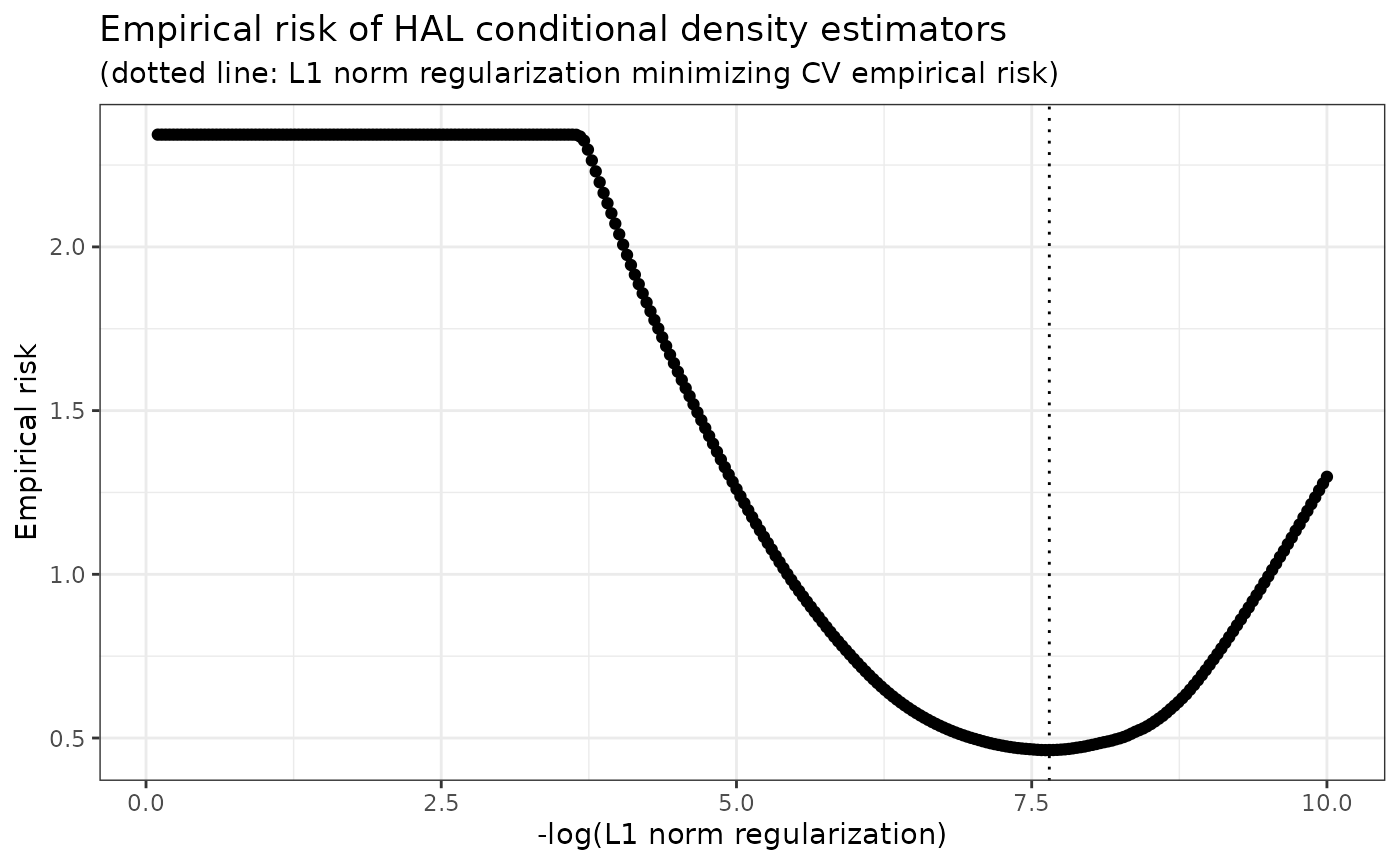 Empirical risk of HAL conditional density estimators
(dotted line: L1 norm regularization minimizing CV empirical risk)
Empirical risk
2.0
1.5
1.0
0.5
0.0
2.5
5.0
7.5
10.0
-log(L1 norm regularization)